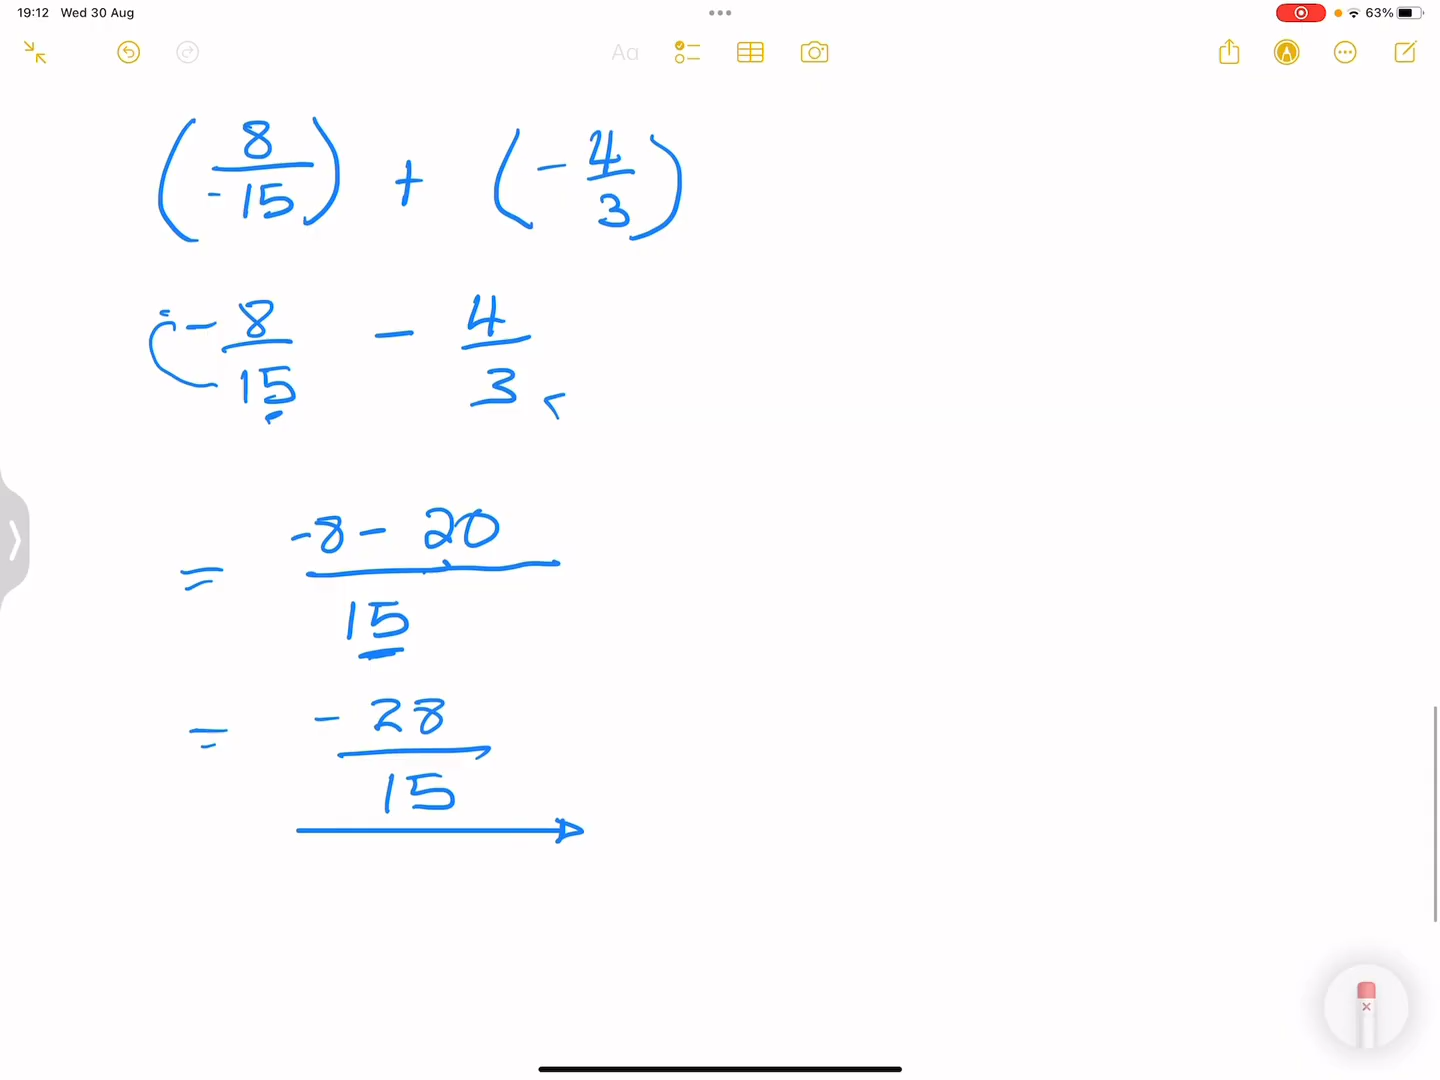 19:12 Wed 30 Aug 63%
Aa
(8/-15) + (-4/3)
-8/15 - 4/3
= -8 - 20/15
= -28/15